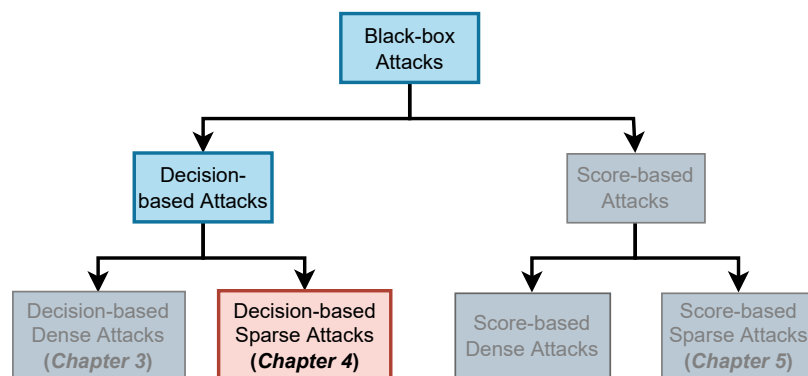 Black-box
Attacks
Decision-
based Attacks
Score-based
Attacks
Decision-based
Dense Attacks
(Chapter 3)
Decision-based
Sparse Attacks
(Chapter 4)
Score-based
Dense Attacks
Score-based
Sparse Attacks
(Chapter 5)